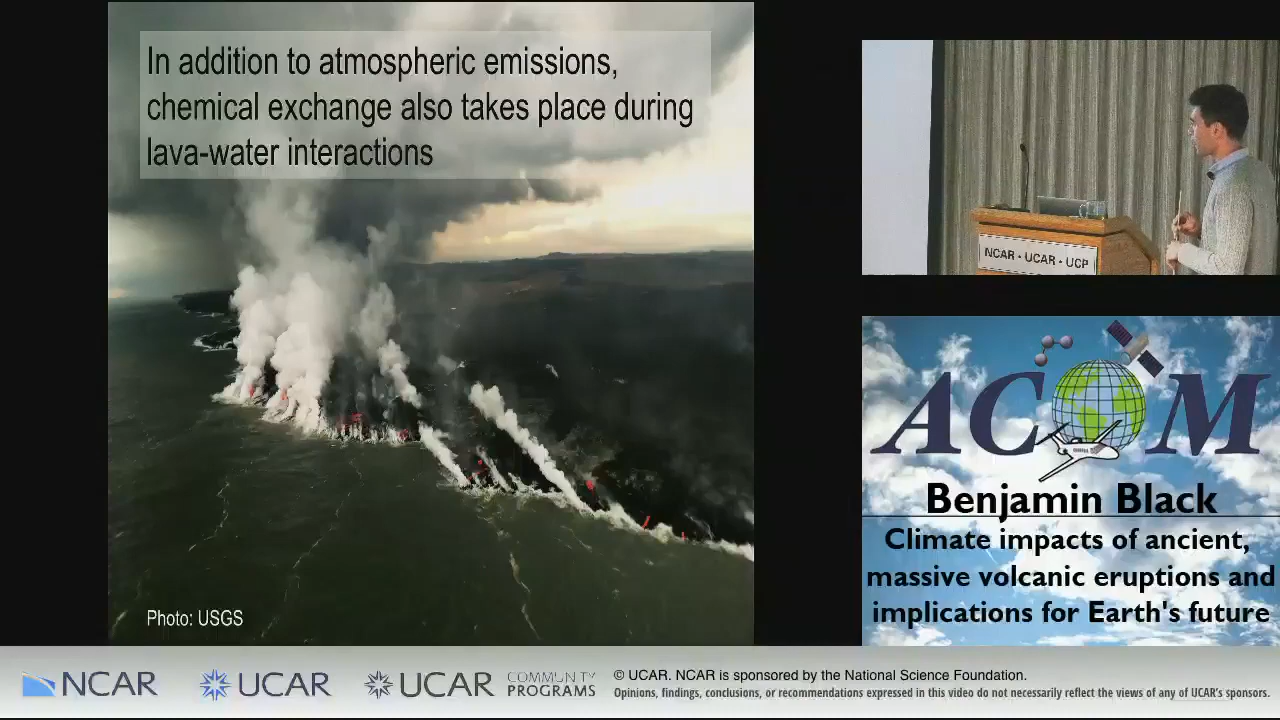 In addition to atmospheric emissions,
chemical exchange also takes place during
lava-water interactions
Photo: USGS
NCAR • UCAR • UCP
ACOM
Benjamin Black
Climate impacts of ancient,
massive volcanic eruptions and
implications for Earth's future
NCAR
UCAR
UCAR
COMMUNITY
PROGRAMS
© UCAR. NCAR is sponsored by the National Science Foundation.
Opinions, findings, conclusions, or recommendations expressed in this video do not necessarily reflect the views of any of UCAR's sponsors.